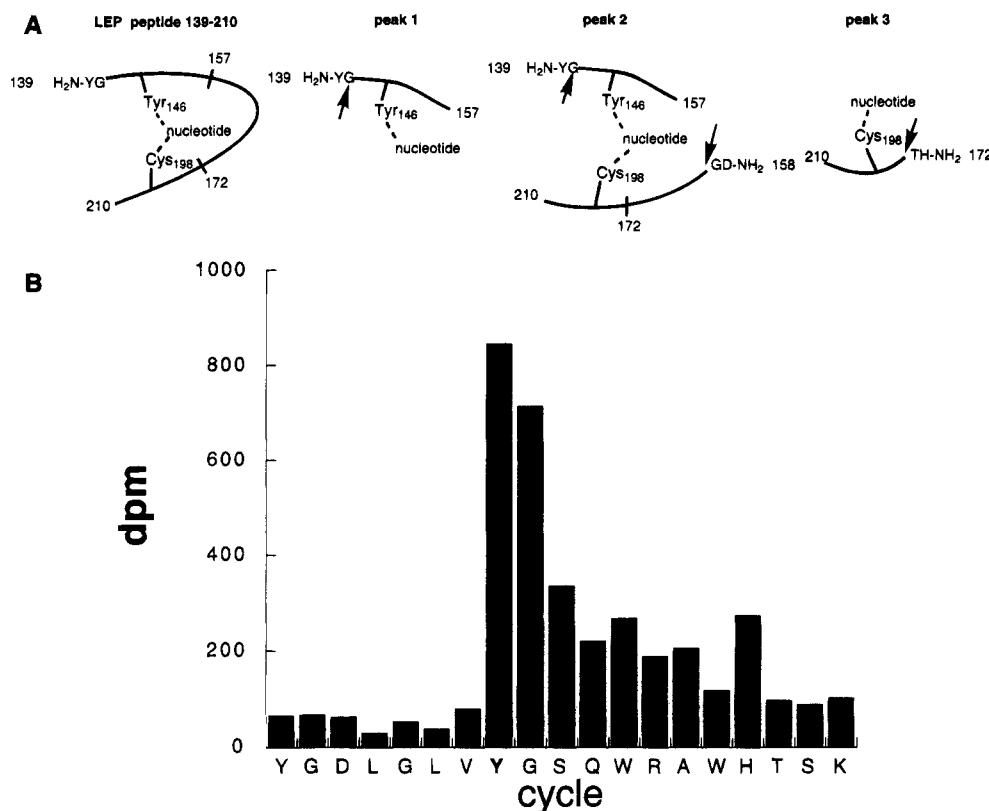 A
LEP peptide 139-210
peak 1
peak 2
peak 3
139 H₂N-YG
157
Tyr₁₄₆
nucleotide
Cys₁₉₈
172
210
139 H₂N-YG
Tyr₁₄₆
157
nucleotide
139 H₂N-YG
Tyr₁₄₆
157
nucleotide
Cys₁₉₈
GD-NH₂ 158
210
172
nucleotide
Cys₁₉₈
210
TH-NH₂ 172
B
1000
800
600
400
200
0
dpm
Y G D L G L V Y G S Q W R A W H T S K
cycle